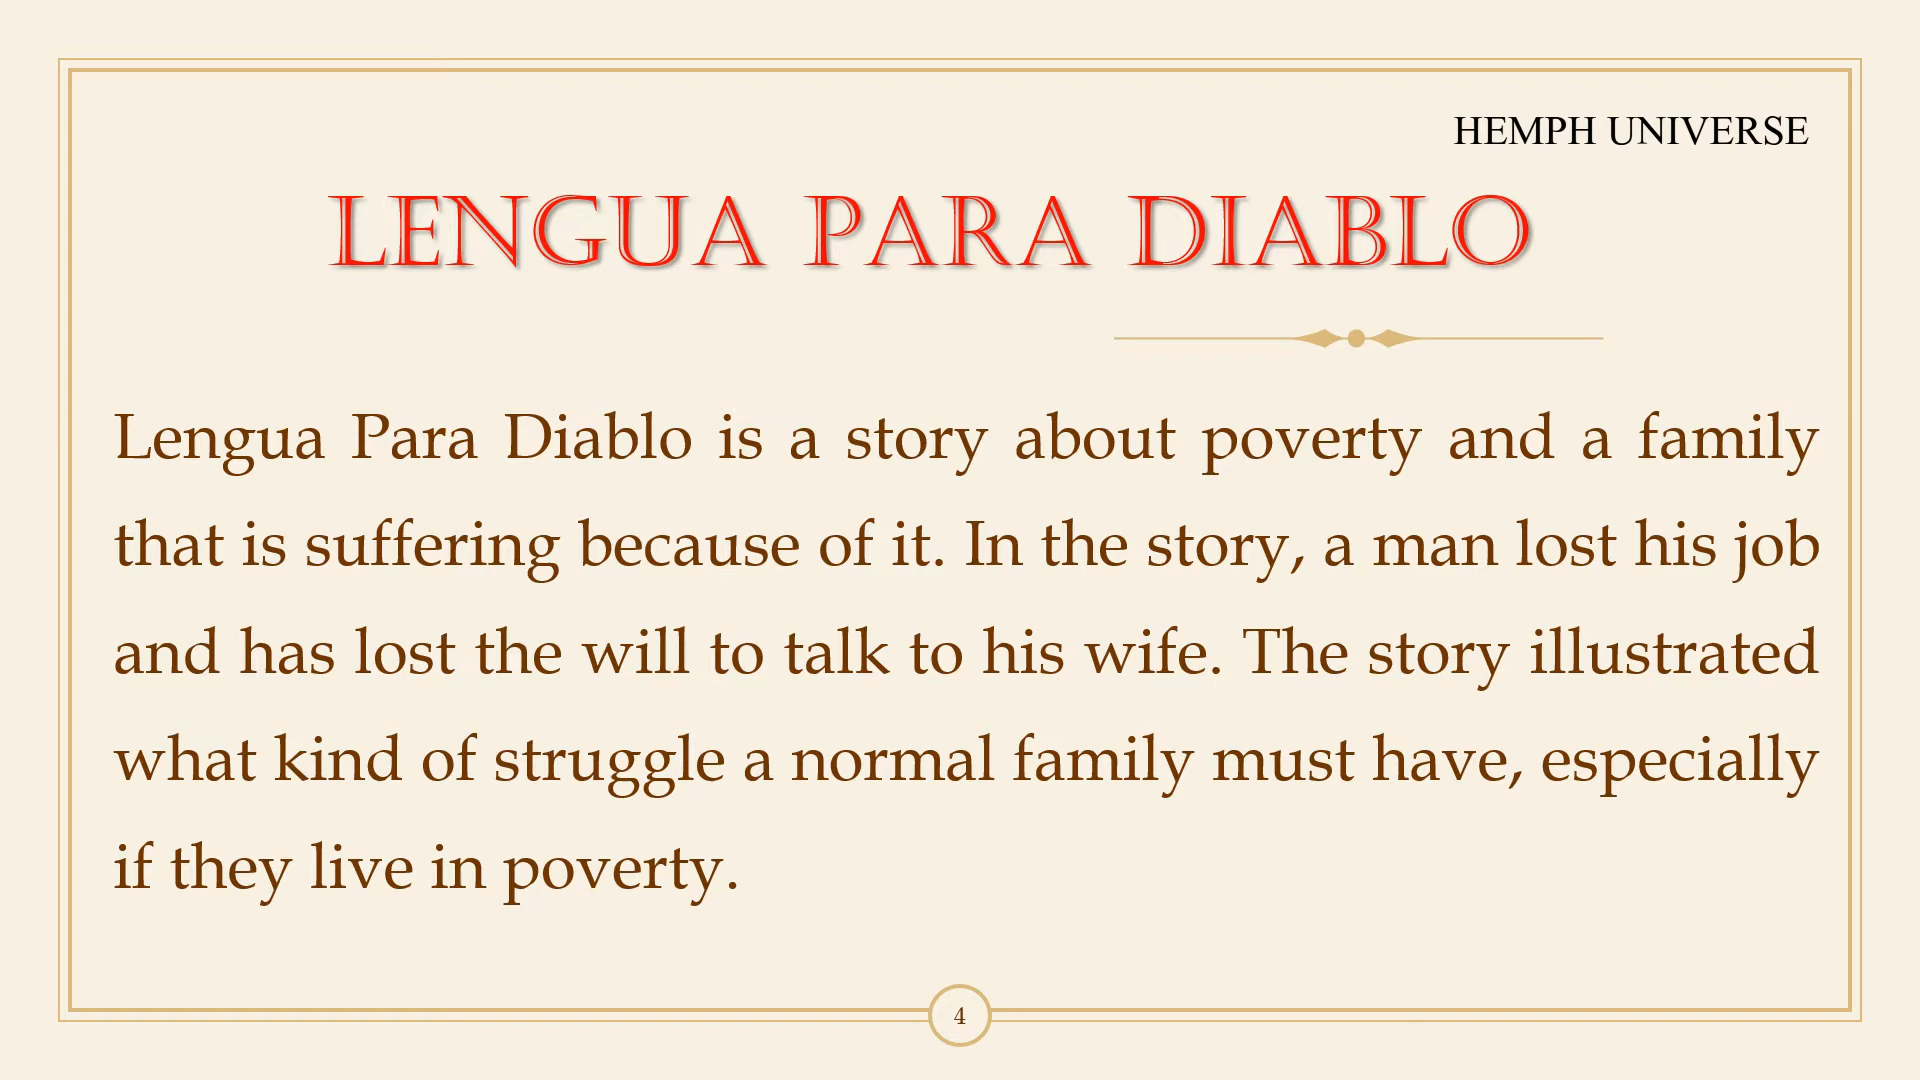 HEMPH UNIVERSE
LENGUA PARA DIABLO
Lengua Para Diablo is a story about poverty and a family
that is suffering because of it. In the story, a man lost his job
and has lost the will to talk to his wife. The story illustrated
what kind of struggle a normal family must have, especially
if they live in poverty.
4